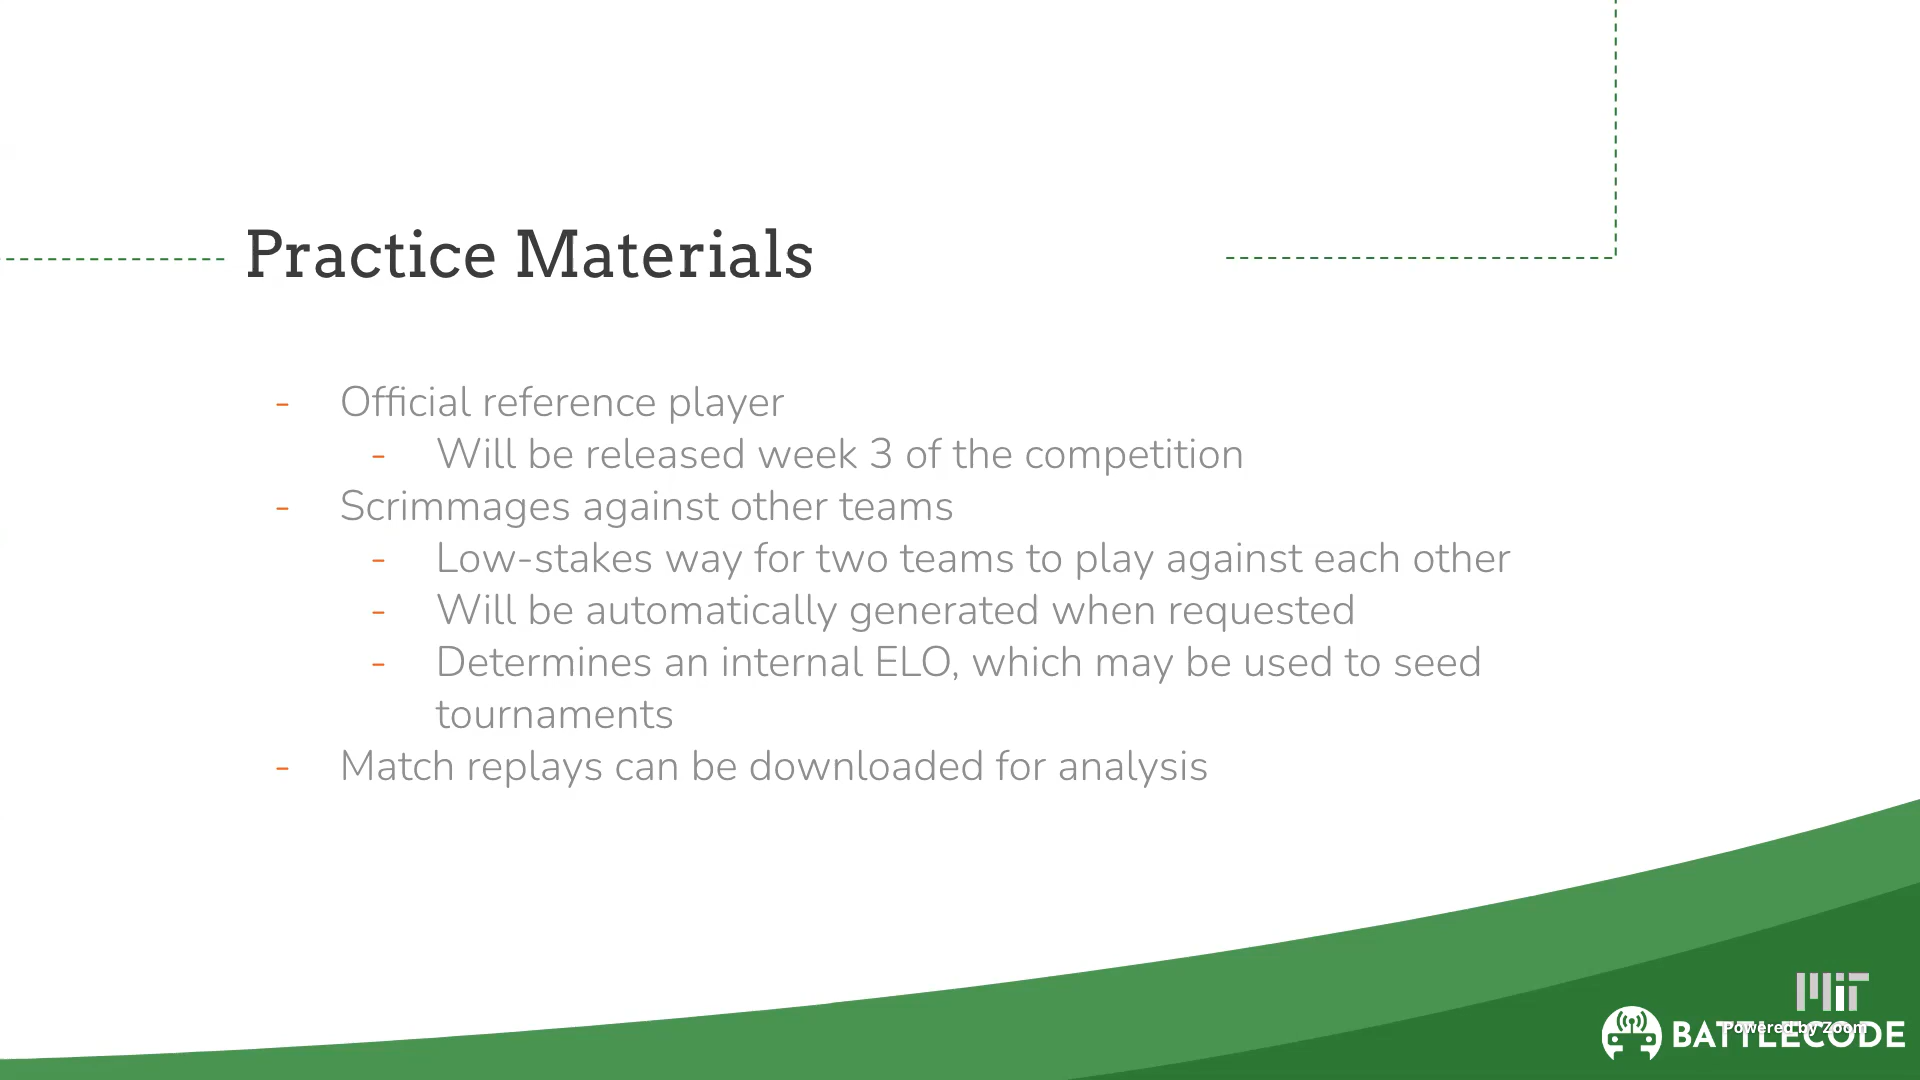 Practice Materials
- Official reference player
- Will be released week 3 of the competition
- Scrimmages against other teams
- Low-stakes way for two teams to play against each other
- Will be automatically generated when requested
- Determines an internal ELO, which may be used to seed
tournaments
- Match replays can be downloaded for analysis
MIT
Powered by Zoom
BATTLECODE